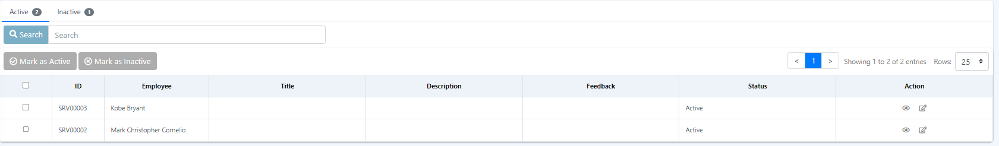 Active 2 Inactive 1
Search Search
Mark as Active Mark as Inactive < 1 > Showing 1 to 2 of 2 entries Rows: 25
ID Employee Title Description Feedback Status Action
SRV00003 Kobe Bryant Active
SRV00002 Mark Christopher Cornelio Active